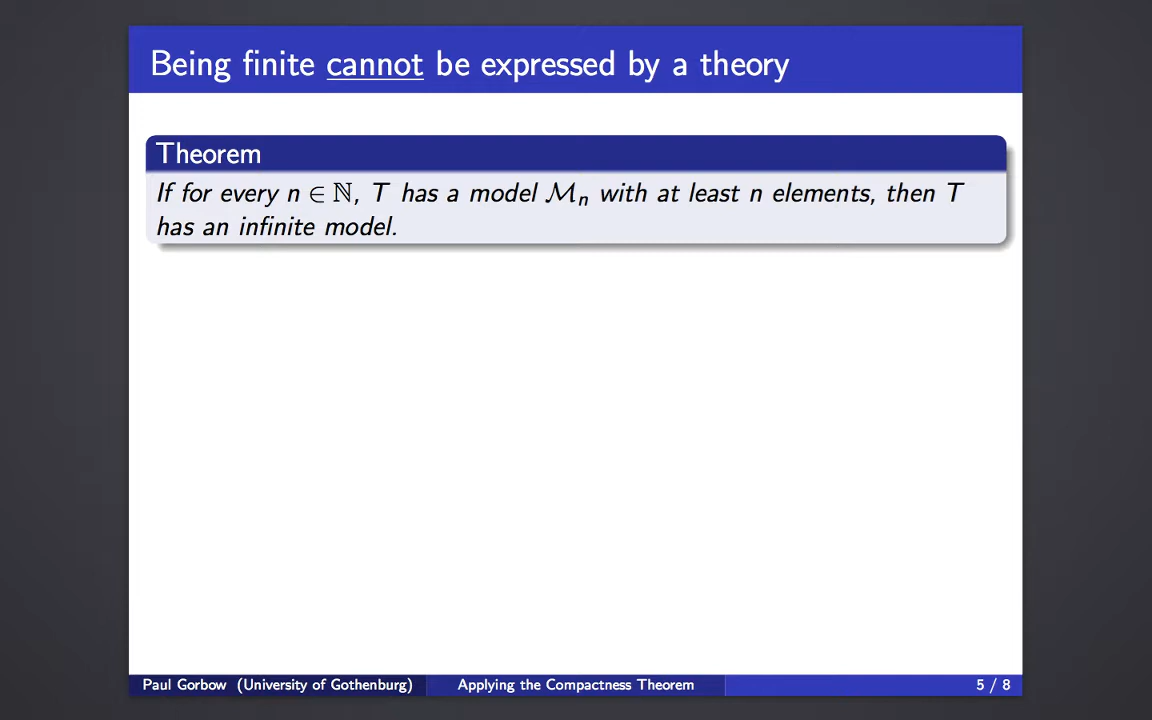 Being finite cannot be expressed by a theory
Theorem
If for every n ∈ ℕ, T has a model ℳₙ with at least n elements, then T
has an infinite model.
Paul Gorbow (University of Gothenburg)
Applying the Compactness Theorem
5 / 8